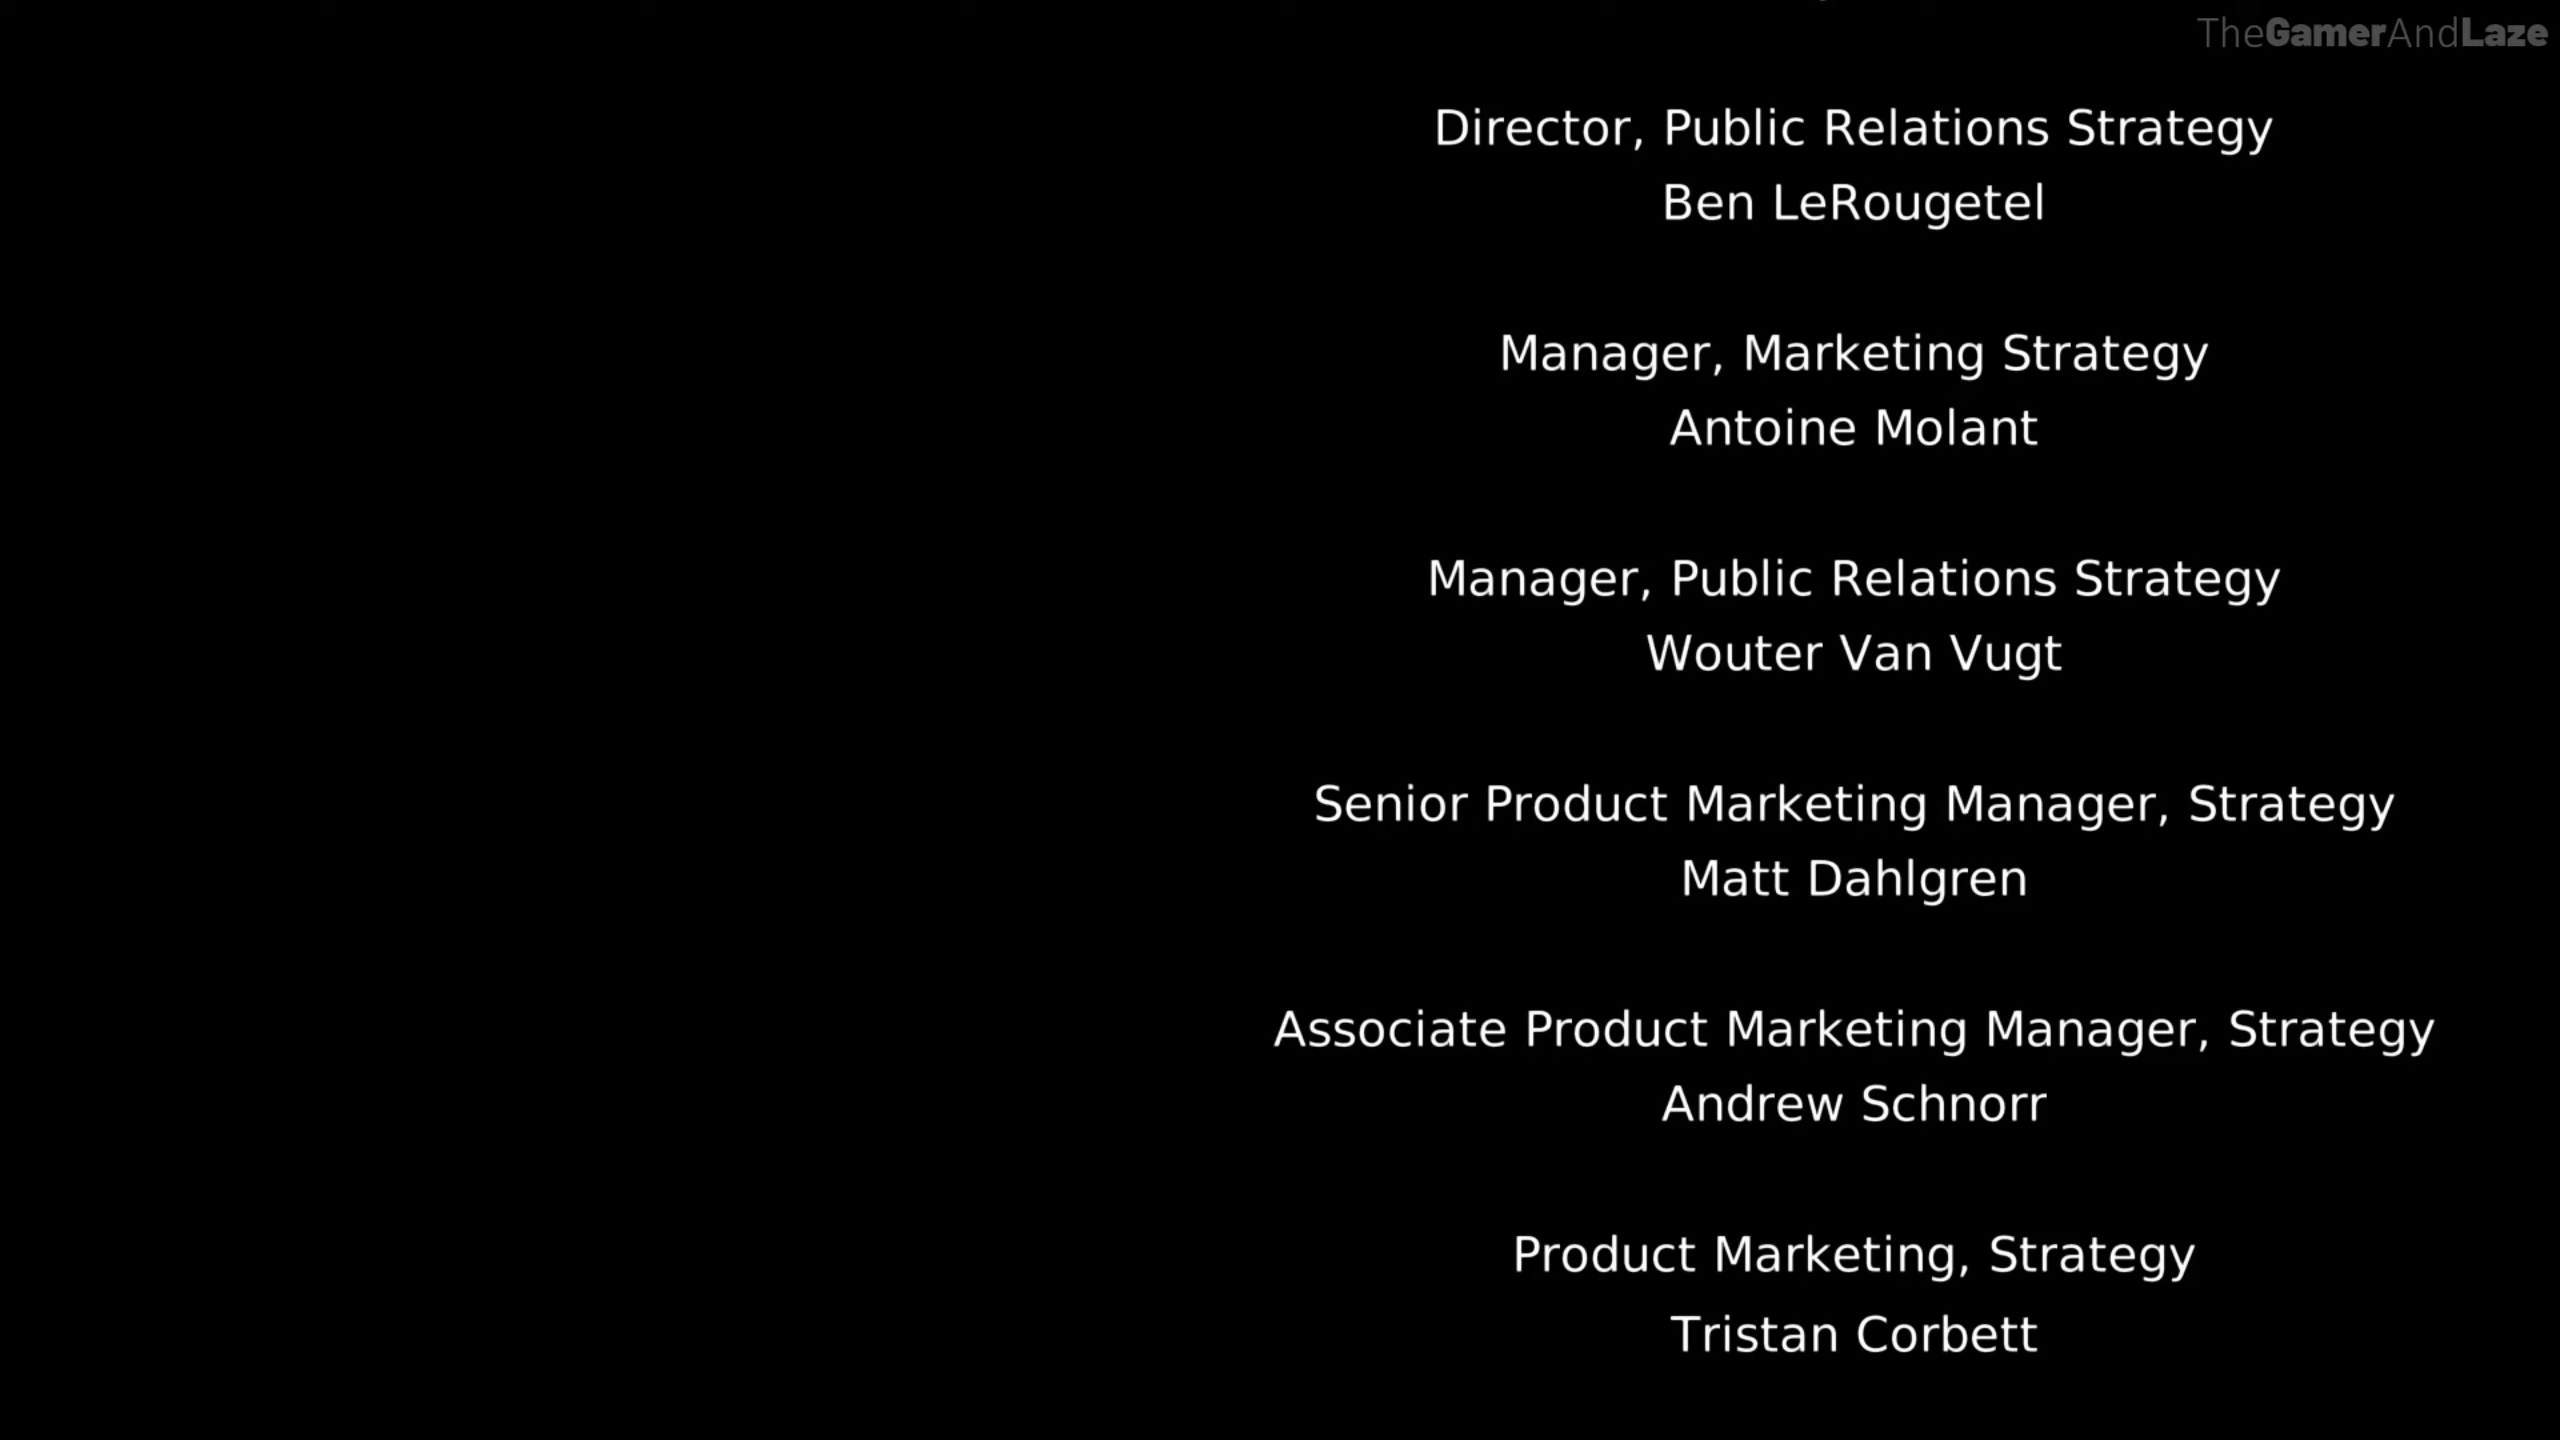 TheGamerAndLaze
Director, Public Relations Strategy
Ben LeRougetel
Manager, Marketing Strategy
Antoine Molant
Manager, Public Relations Strategy
Wouter Van Vugt
Senior Product Marketing Manager, Strategy
Matt Dahlgren
Associate Product Marketing Manager, Strategy
Andrew Schnorr
Product Marketing, Strategy
Tristan Corbett